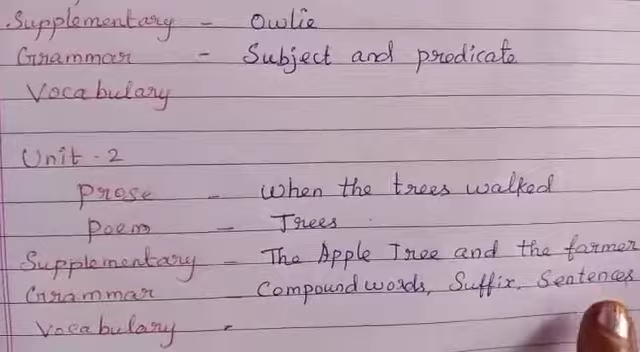 Supplementary - Owlie
Grammar - Subject and predicate
Vocabulary
Unit - 2
Prose - When the trees walked
Poem - Trees
Supplementary - The Apple Tree and the farmer
Grammar - Compound words, Suffix, Sentences
Vocabulary -